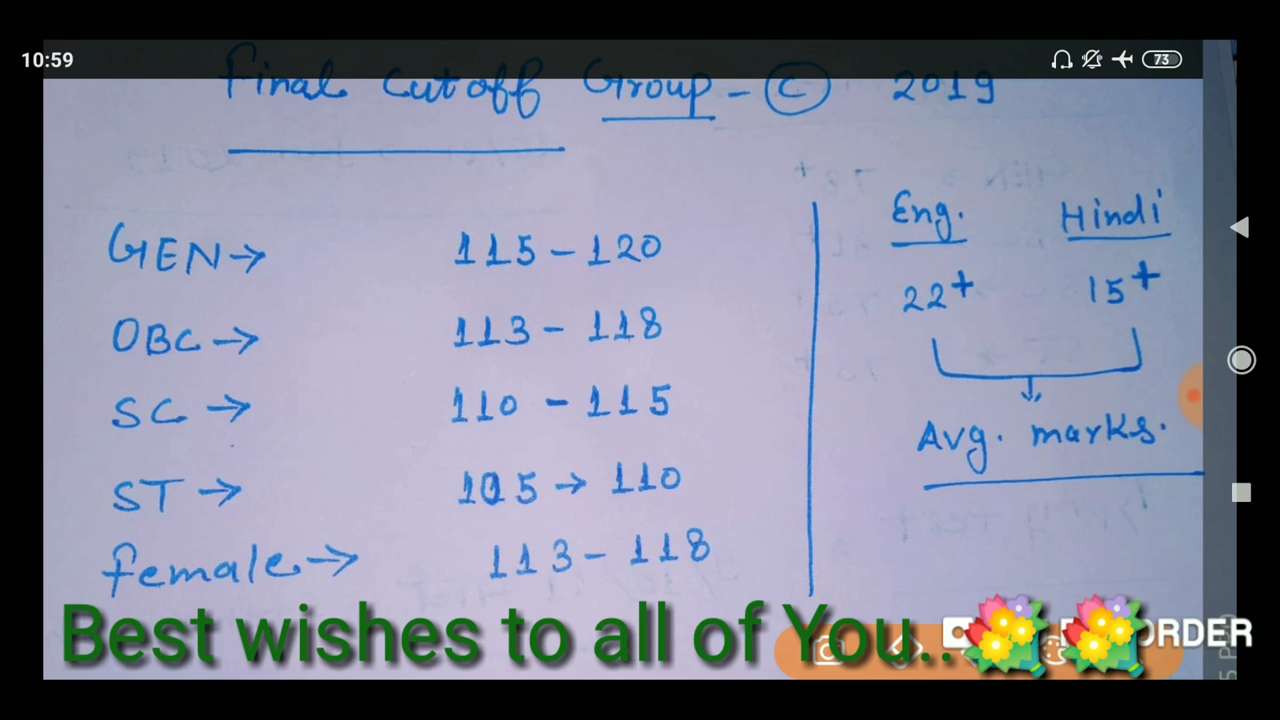 10:59
73
Final Cutoff Group - C 2019
GEN → 115 - 120
OBC → 113 - 118
SC → 110 - 115
ST → 105 → 110
female → 113 - 118
Eng. Hindi
22+ 15+
Avg. marks.
Best wishes to all of You..
ORDER